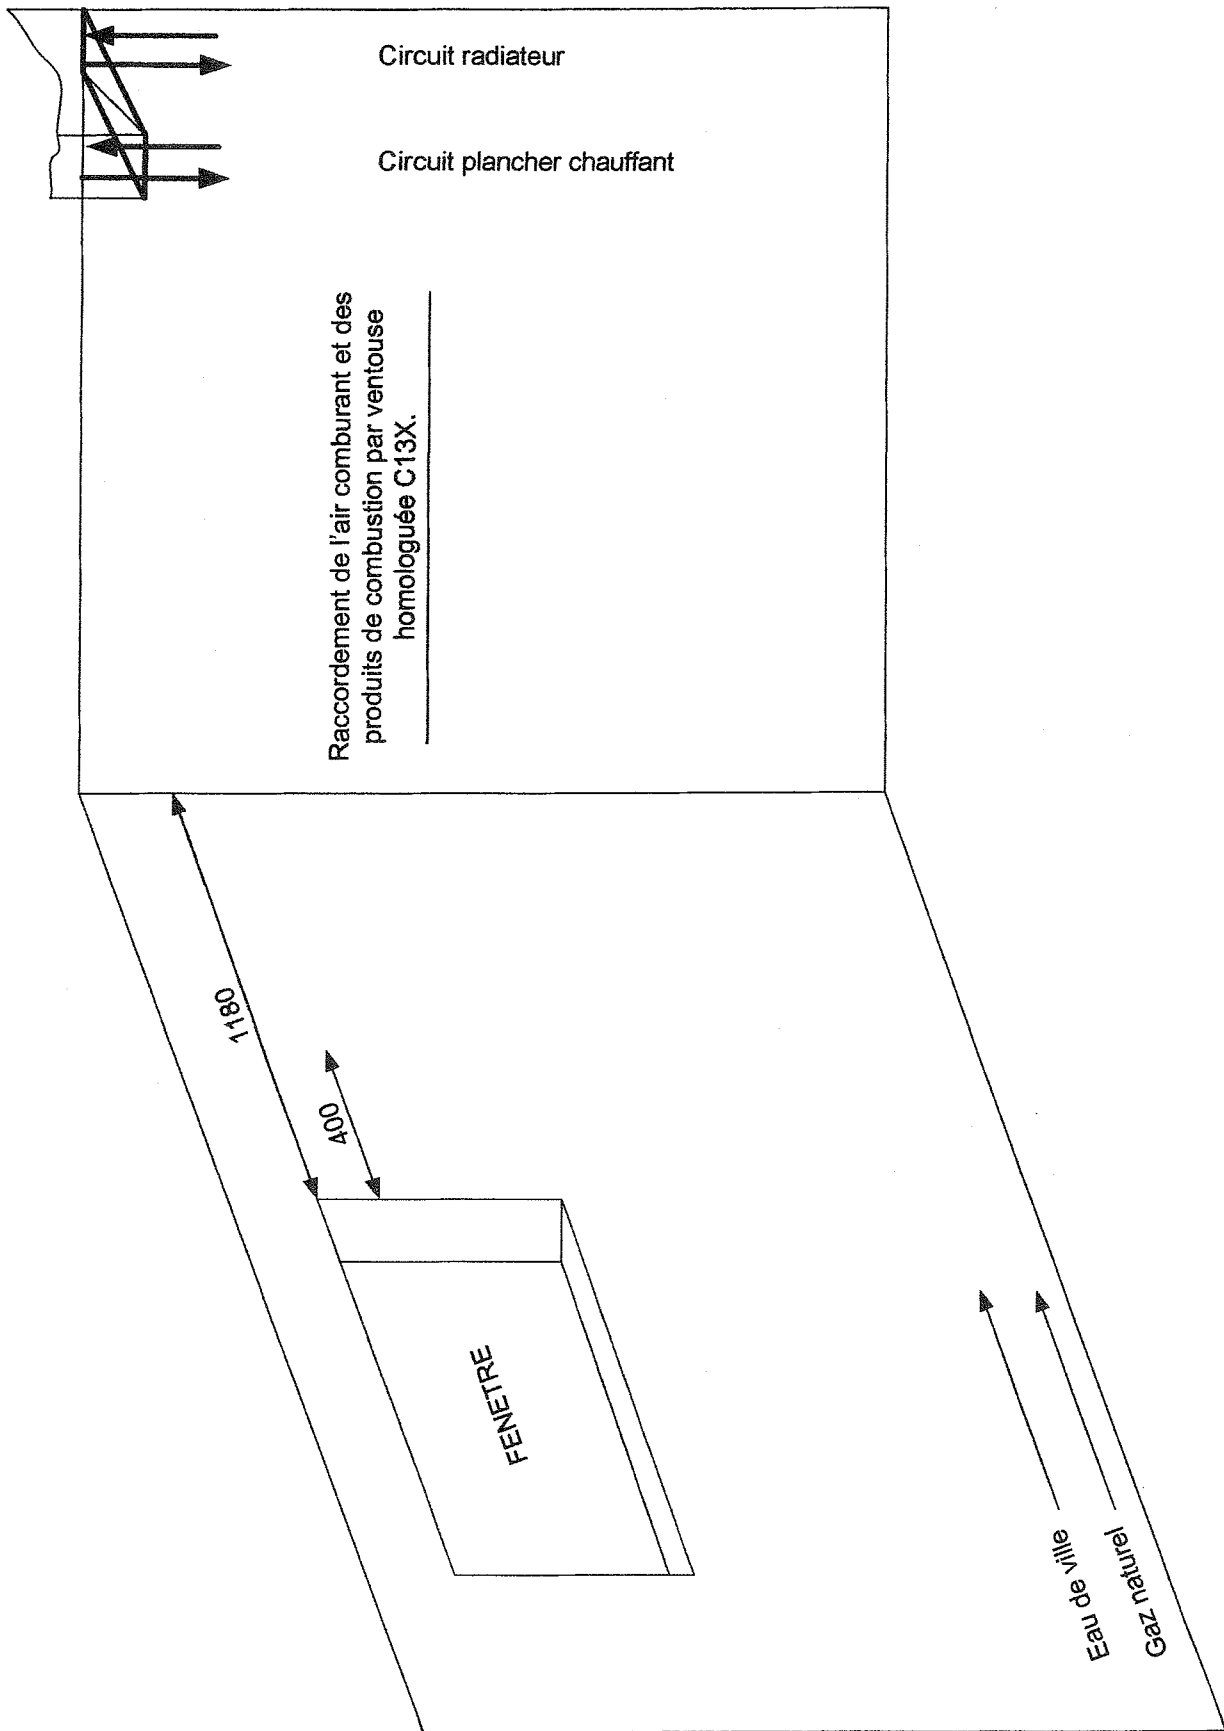 Circuit radiateur
Circuit plancher chauffant
Raccordement de l'air comburant et des
produits de combustion par ventouse
homologuée C13X.
1180
400
FENETRE
Eau de ville
Gaz naturel